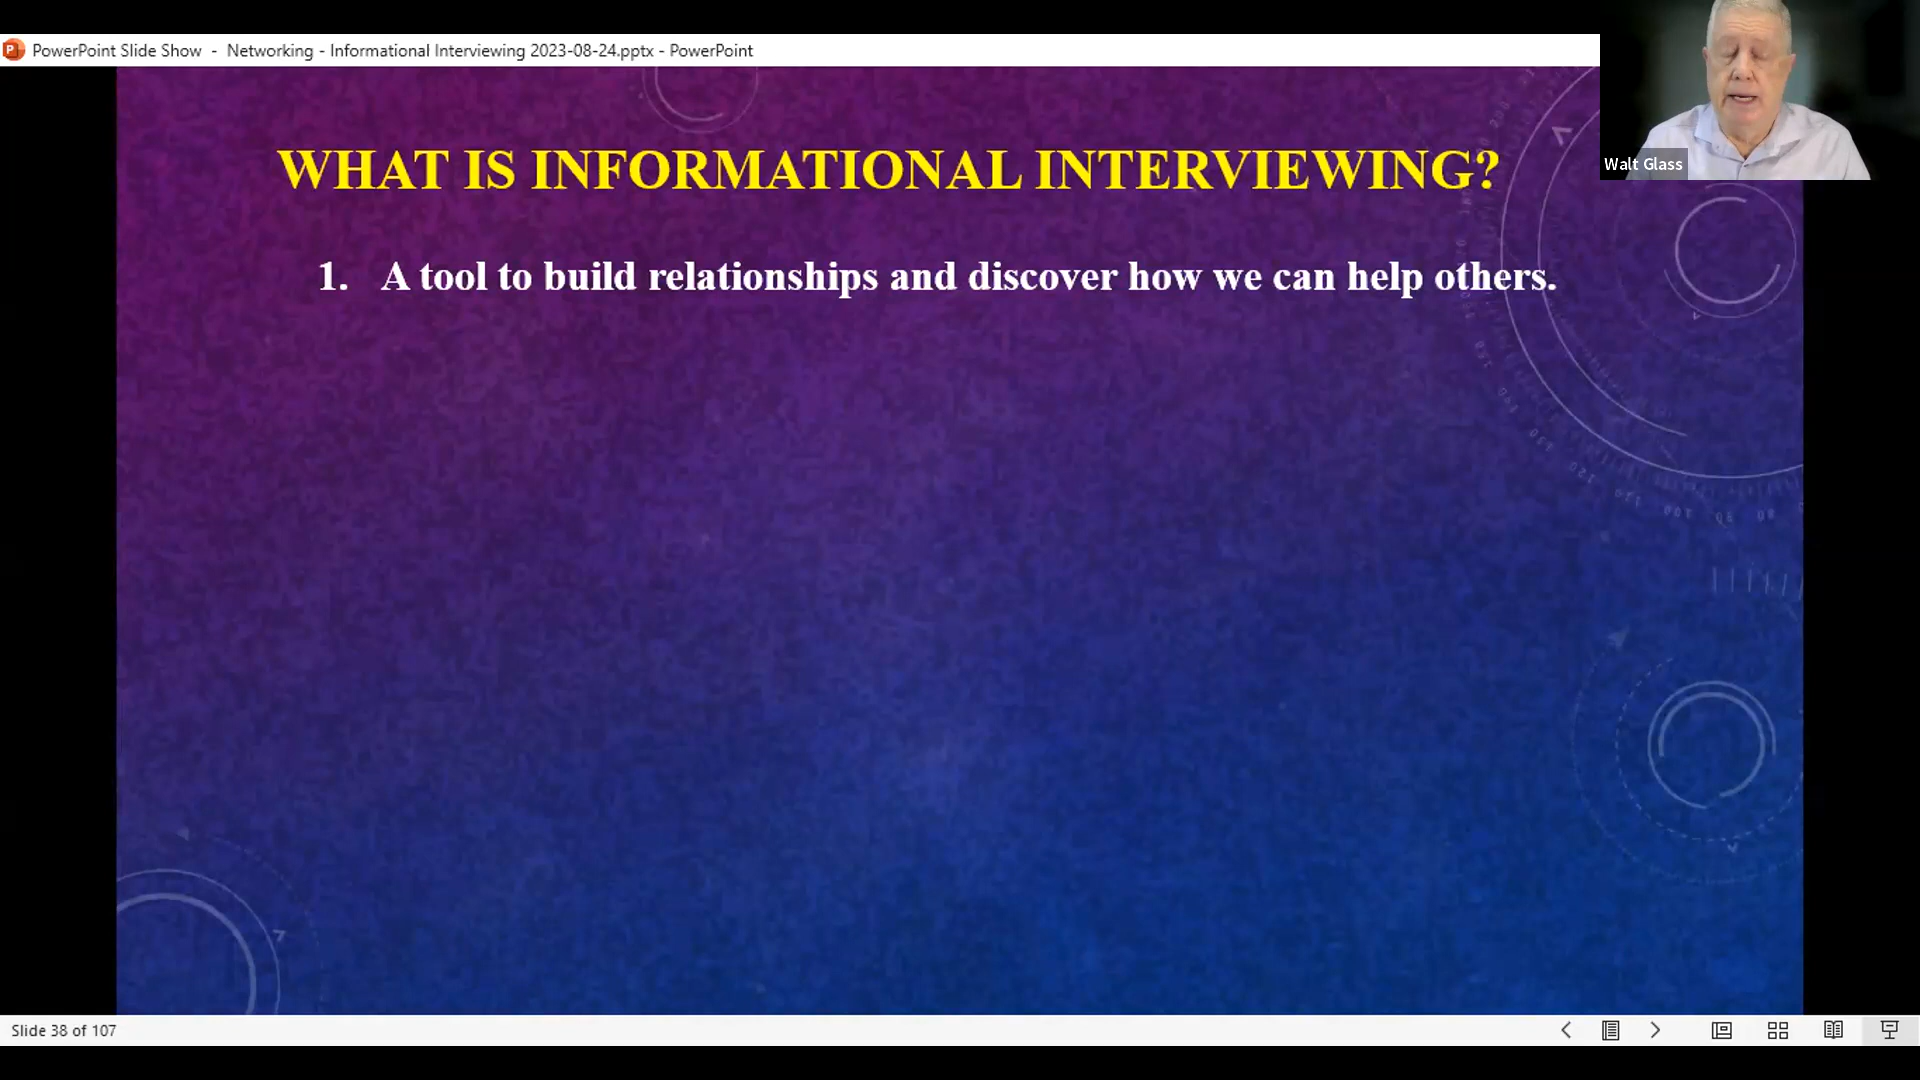 PowerPoint Slide Show - Networking - Informational Interviewing 2023-08-24.pptx - PowerPoint
Walt Glass
WHAT IS INFORMATIONAL INTERVIEWING?
1. A tool to build relationships and discover how we can help others.
Slide 38 of 107